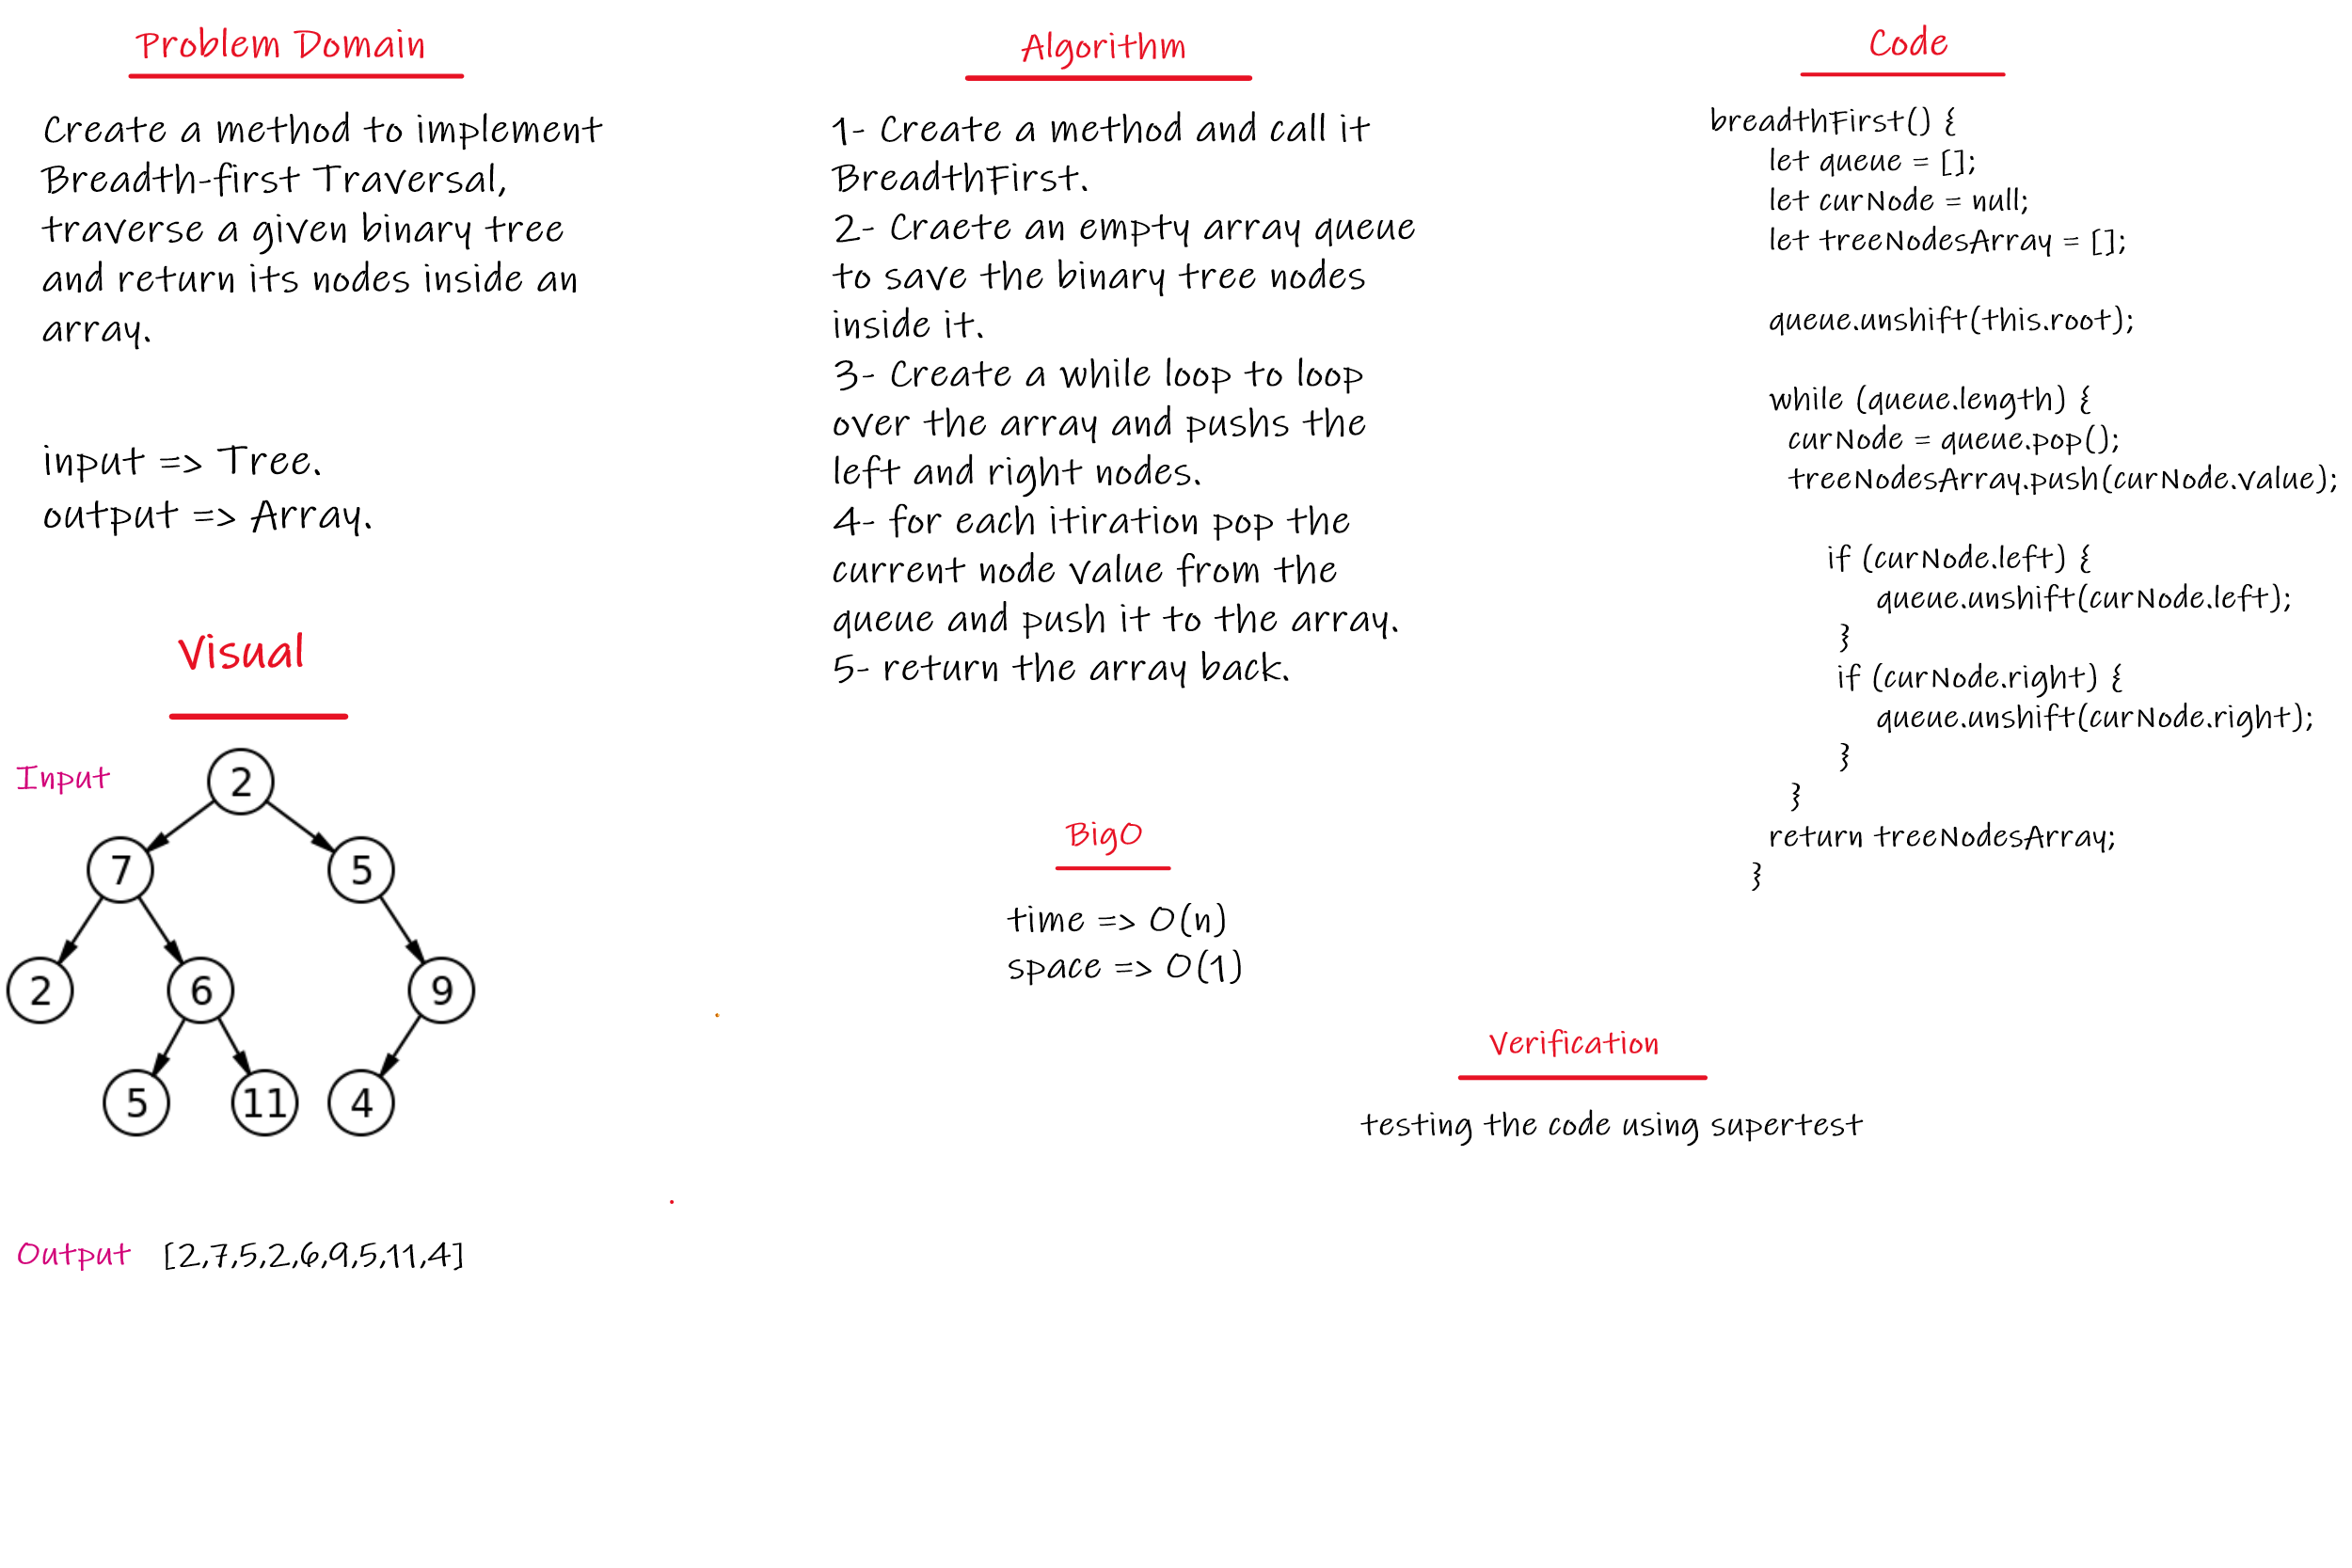 Problem Domain
Create a method to implement
Breadth-first Traversal,
traverse a given binary tree
and return its nodes inside an
array.
input => Tree.
output => Array.
Visual
Input
2
7
5
2
6
9
5
11
4
Output [2,7,5,2,6,9,5,11,4]
Algorithm
1- Create a method and call it
BreadthFirst.
2- Craete an empty array queue
to save the binary tree nodes
inside it.
3- Create a while loop to loop
over the array and pushs the
left and right nodes.
4- for each itiration pop the
current node value from the
queue and push it to the array.
5- return the array back.
BigO
time => O(n)
space => O(1)
Code
breadthFirst() {
let queue = [];
let curNode = null;
let treeNodesArray = [];
queue.unshift(this.root);
while (queue.length) {
curNode = queue.pop();
treeNodesArray.push(curNode.value);
if (curNode.left) {
queue.unshift(curNode.left);
}
if (curNode.right) {
queue.unshift(curNode.right);
}
}
return treeNodesArray;
}
Verification
testing the code using supertest